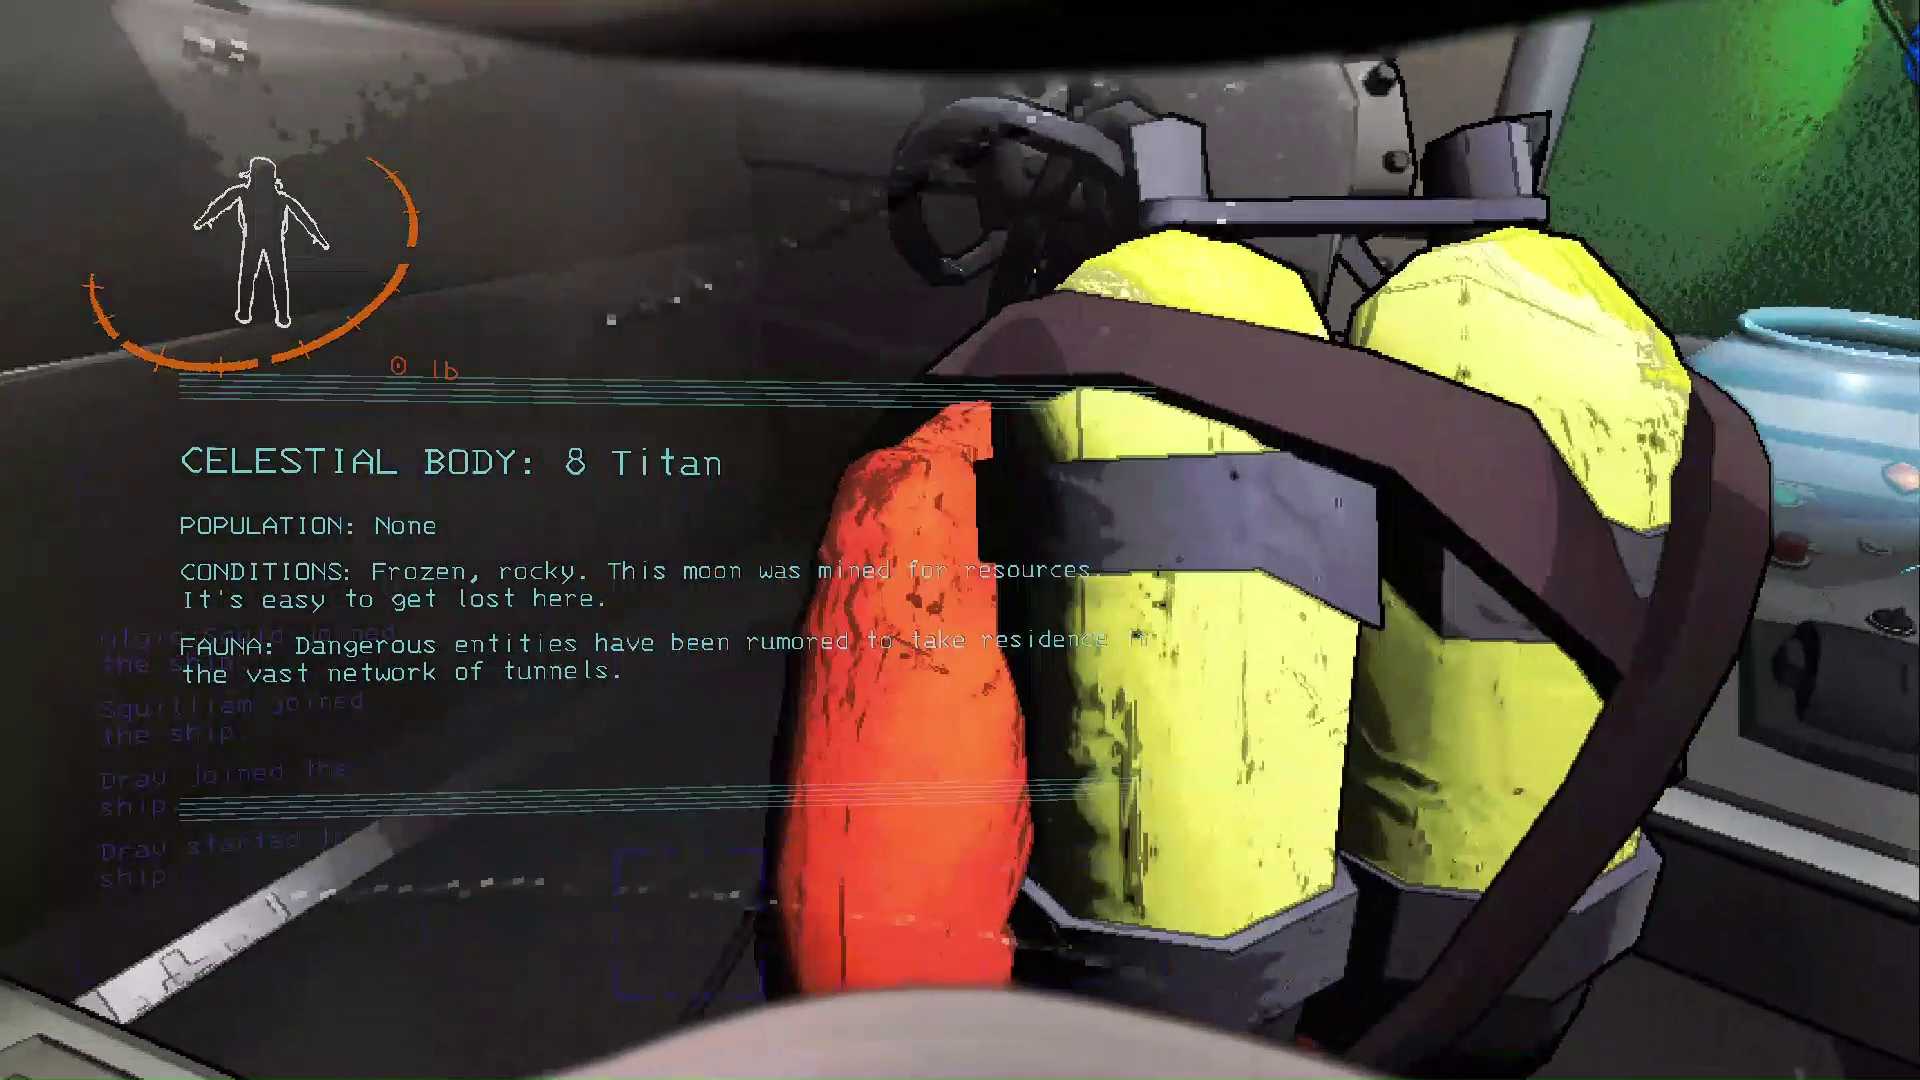 0 lb
CELESTIAL BODY: 8 Titan
POPULATION: None
CONDITIONS: Frozen, rocky. This moon was mined for resources.
It's easy to get lost here.
FAUNA: Dangerous entities have been rumored to take residence in
the vast network of tunnels.
joined
the ship.
Squilliam joined
the ship.
Dray joined the
ship.
Dray started
ship